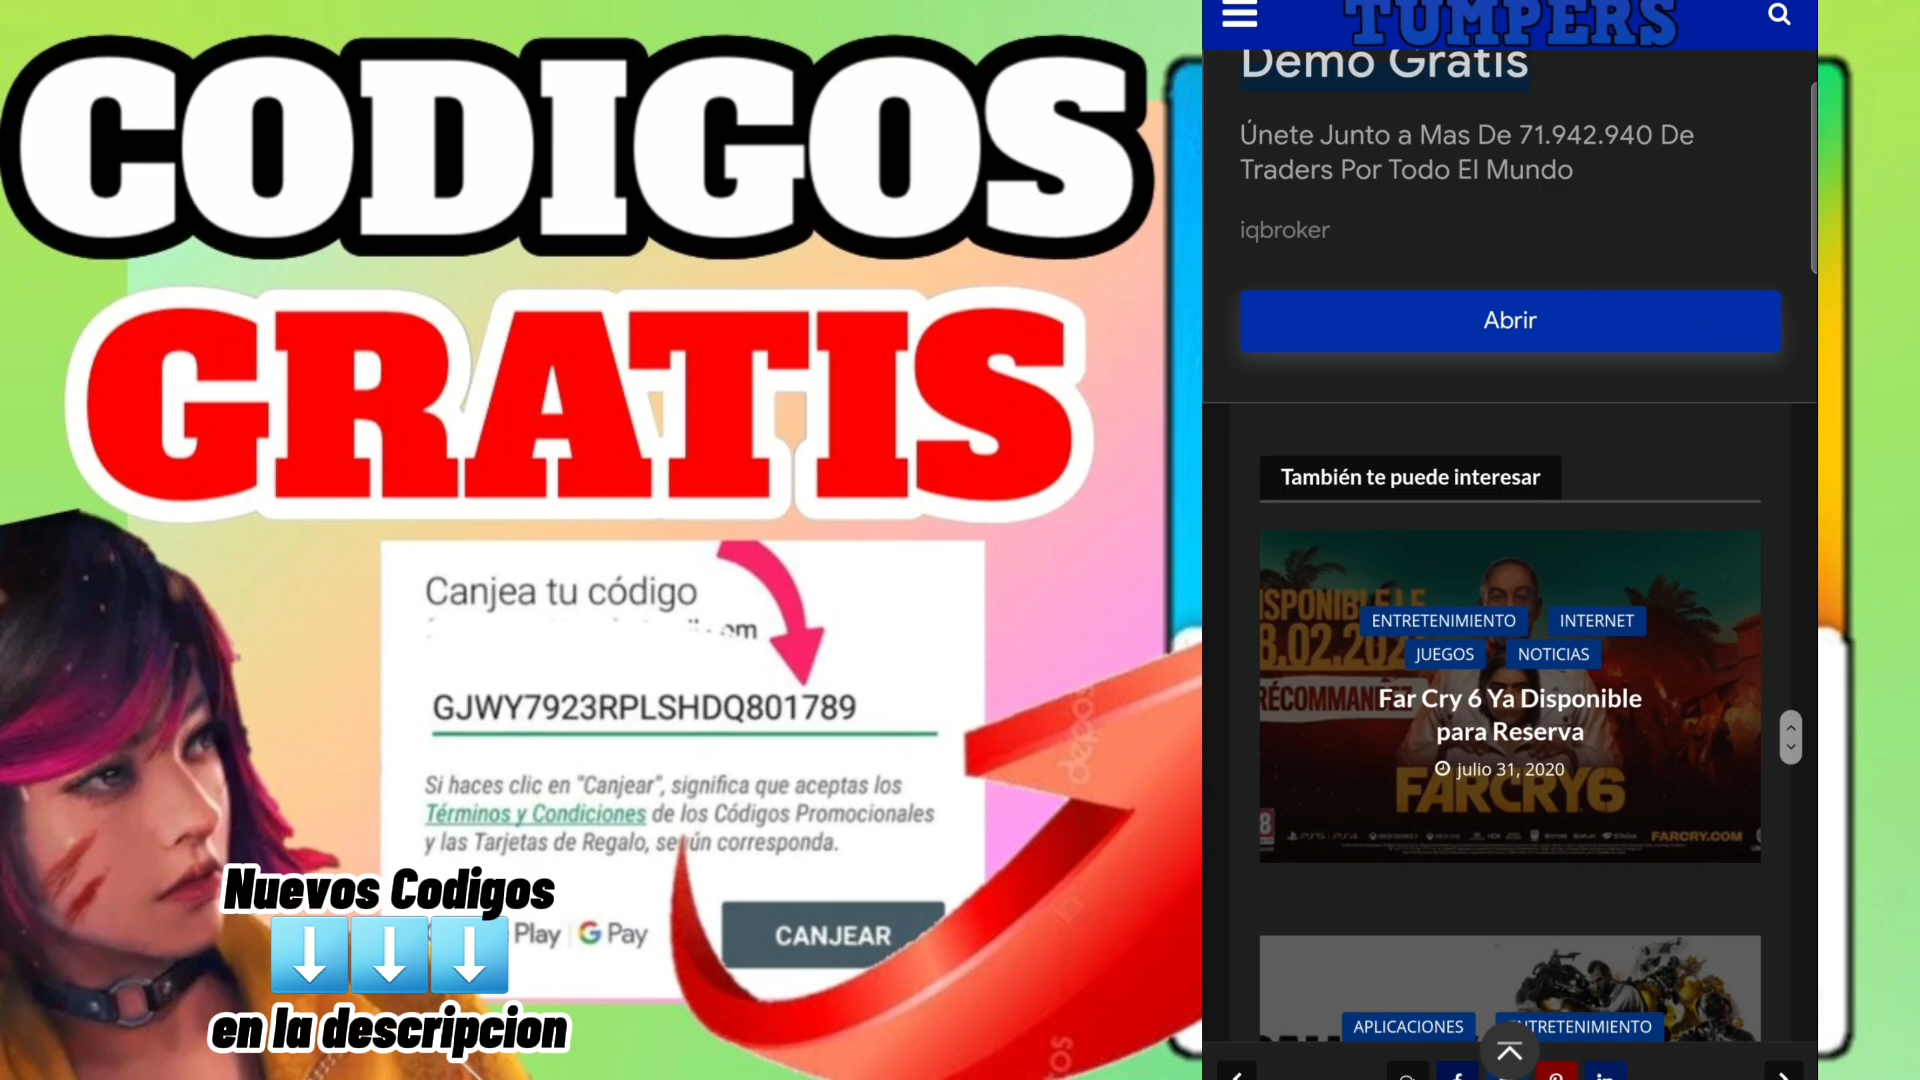 CODIGOS
GRATIS
Canjea tu código
GJWY7923RPLSHDQ801789
Si haces clic en "Canjear", significa que aceptas los
Términos y Condiciones de los Códigos Promocionales
y las Tarjetas de Regalo, según corresponda.
Play | G Pay
CANJEAR
Nuevos Codigos
en la descripcion
TUMPERS
Demo Gratis
Únete Junto a Mas De 71.942.940 De
Traders Por Todo El Mundo
iqbroker
Abrir
También te puede interesar
ENTRETENIMIENTO INTERNET
JUEGOS NOTICIAS
Far Cry 6 Ya Disponible
para Reserva
julio 31, 2020
FARCRY6
FARCRY.COM
APLICACIONES ENTRETENIMIENTO